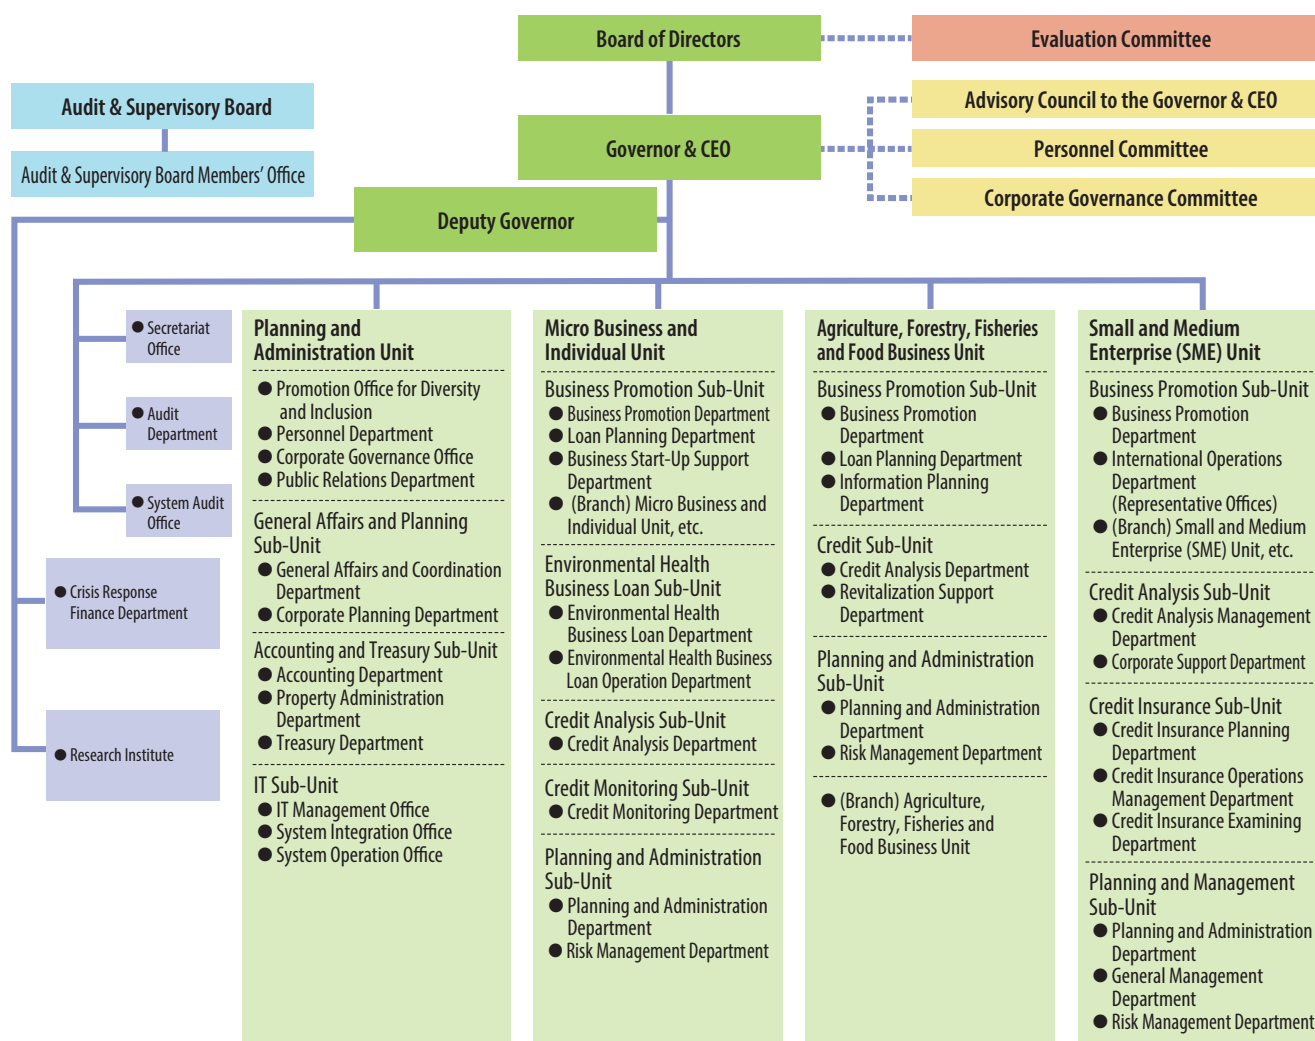 Board of Directors
Evaluation Committee
Audit & Supervisory Board
Advisory Council to the Governor & CEO
Governor & CEO
Personnel Committee
Audit & Supervisory Board Members’ Office
Corporate Governance Committee
Deputy Governor
● Secretariat
Office
● Audit
Department
● System Audit
Office
● Crisis Response
Finance Department
● Research Institute
Planning and
Administration Unit
● Promotion Office for Diversity
and Inclusion
● Personnel Department
● Corporate Governance Office
● Public Relations Department
General Affairs and Planning
Sub-Unit
● General Affairs and Coordination
Department
● Corporate Planning Department
Accounting and Treasury Sub-Unit
● Accounting Department
● Property Administration
Department
● Treasury Department
IT Sub-Unit
● IT Management Office
● System Integration Office
● System Operation Office
Micro Business and
Individual Unit
Business Promotion Sub-Unit
● Business Promotion Department
● Loan Planning Department
● Business Start-Up Support
Department
● (Branch) Micro Business and
Individual Unit, etc.
Environmental Health
Business Loan Sub-Unit
● Environmental Health
Business Loan Department
● Environmental Health Business
Loan Operation Department
Credit Analysis Sub-Unit
● Credit Analysis Department
Credit Monitoring Sub-Unit
● Credit Monitoring Department
Planning and Administration
Sub-Unit
● Planning and Administration
Department
● Risk Management Department
Agriculture, Forestry, Fisheries
and Food Business Unit
Business Promotion Sub-Unit
● Business Promotion
Department
● Loan Planning Department
● Information Planning
Department
Credit Sub-Unit
● Credit Analysis Department
● Revitalization Support
Department
Planning and Administration
Sub-Unit
● Planning and Administration
Department
● Risk Management Department
● (Branch) Agriculture,
Forestry, Fisheries and
Food Business Unit
Small and Medium
Enterprise (SME) Unit
Business Promotion Sub-Unit
● Business Promotion
Department
● International Operations
Department
(Representative Offices)
● (Branch) Small and Medium
Enterprise (SME) Unit, etc.
Credit Analysis Sub-Unit
● Credit Analysis Management
Department
● Corporate Support Department
Credit Insurance Sub-Unit
● Credit Insurance Planning
Department
● Credit Insurance Operations
Management Department
● Credit Insurance Examining
Department
Planning and Management
Sub-Unit
● Planning and Administration
Department
● General Management
Department
● Risk Management Department